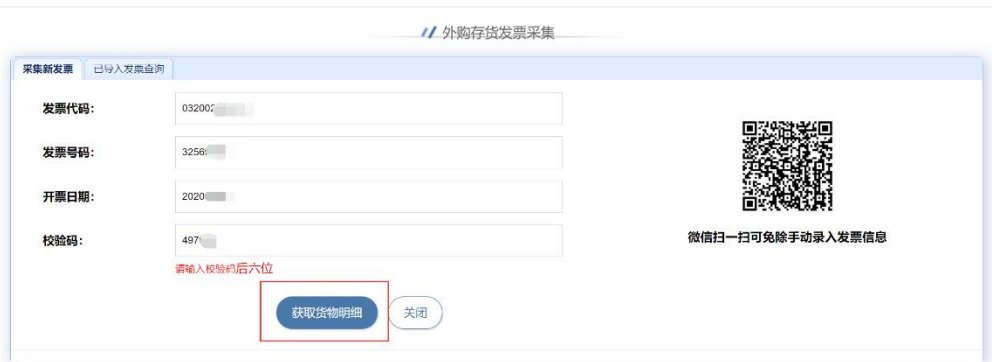 外购存货发票采集
采集新发票 已导入发票查询
发票代码：
032002
发票号码：
3256
开票日期：
2020
校验码：
497
微信扫一扫可免除手动录入发票信息
请输入校验码后六位
获取货物明细 关闭